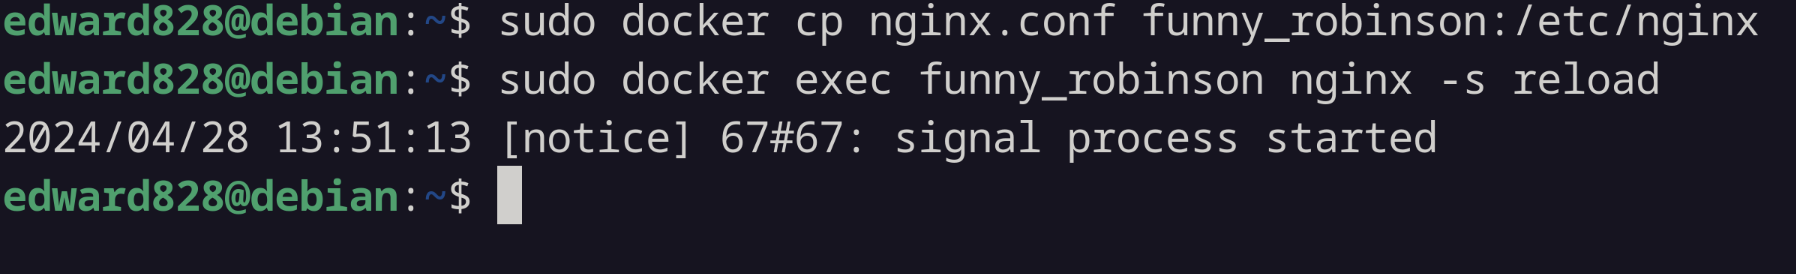 edward828@debian:~$ sudo docker cp nginx.conf funny_robinson:/etc/nginx
edward828@debian:~$ sudo docker exec funny_robinson nginx -s reload
2024/04/28 13:51:13 [notice] 67#67: signal process started
edward828@debian:~$